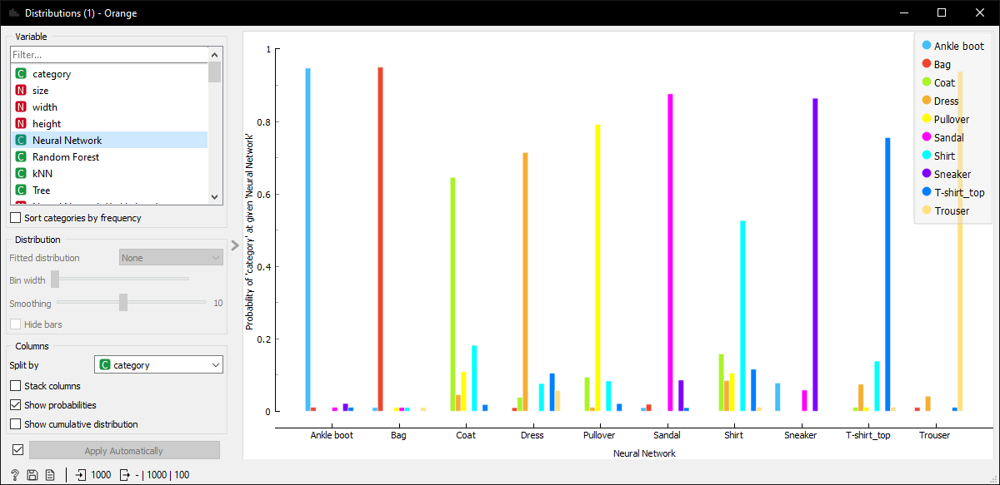 Distributions (1) - Orange
Variable
Filter...
C category
N size
N width
N height
C Neural Network
C Random Forest
C kNN
C Tree
Sort categories by frequency
Distribution
Fitted distribution None
Bin width
Smoothing 10
Hide bars
Columns
Split by C category
Stack columns
Show probabilities
Show cumulative distribution
Apply Automatically
? 1000 - | 1000 | 100
Probability of 'category' at given 'Neural Network'
1
0.8
0.6
0.4
0.2
0
Ankle boot Bag Coat Dress Pullover Sandal Shirt Sneaker T-shirt_top Trouser
Neural Network
Ankle boot
Bag
Coat
Dress
Pullover
Sandal
Shirt
Sneaker
T-shirt_top
Trouser